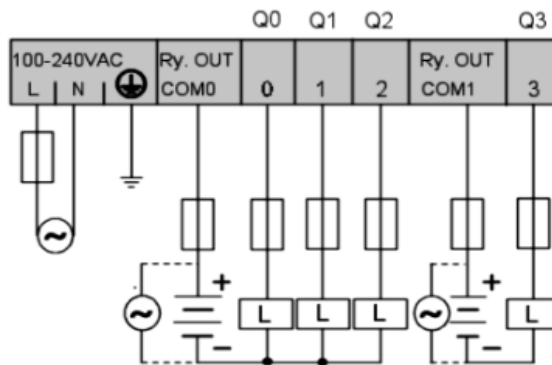 Q0 Q1 Q2 Q3
100-240VAC Ry. OUT Ry. OUT
L N COM0 0 1 2 COM1 3
~
+ +
~ L L L ~ L
- -